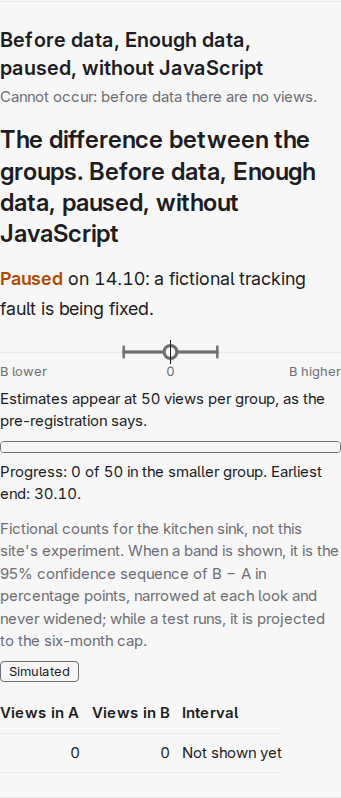 Before data, Enough data,
paused, without JavaScript
Cannot occur: before data there are no views.
The difference between the
groups. Before data, Enough
data, paused, without
JavaScript
Paused on 14.10: a fictional tracking
fault is being fixed.
B lower 0 B higher
Estimates appear at 50 views per group, as the
pre-registration says.
Progress: 0 of 50 in the smaller group. Earliest
end: 30.10.
Fictional counts for the kitchen sink, not this
site's experiment. When a band is shown, it is the
95% confidence sequence of B − A in
percentage points, narrowed at each look and
never widened; while a test runs, it is projected
to the six-month cap.
Simulated
Views in A Views in B Interval
0 0 Not shown yet